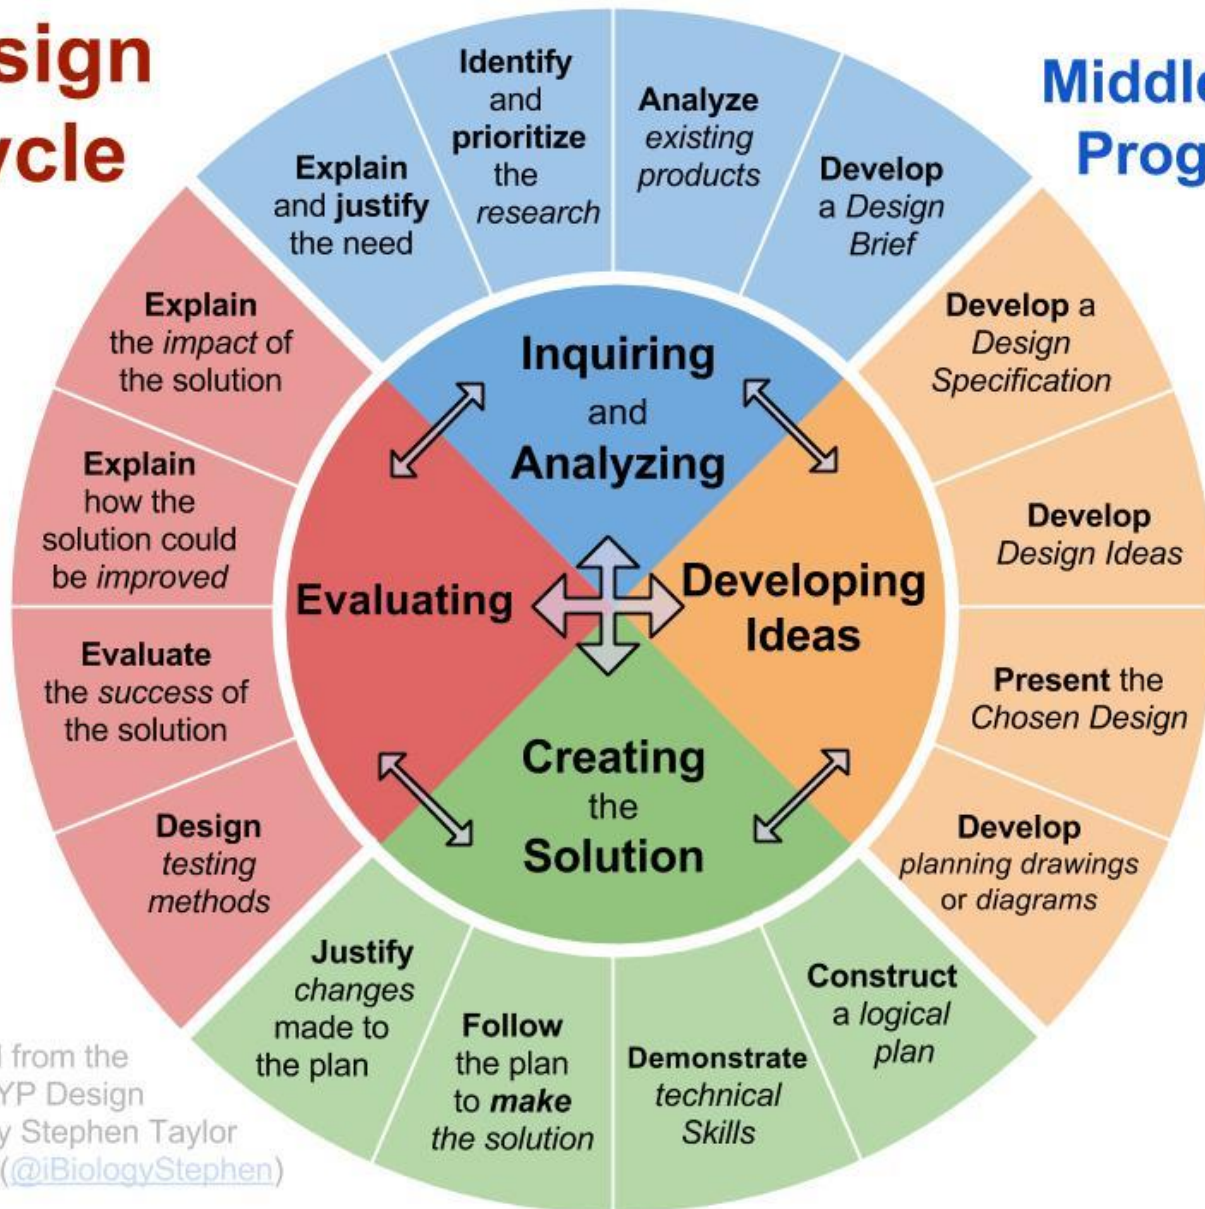 sign
ycle
Middle
Prog
Identify
and
prioritize
the
research
Analyze
existing
products
Explain
and justify
the need
Develop
a Design
Brief
Develop a
Design
Specification
Develop
Design Ideas
Present the
Chosen Design
Develop
planning drawings
or diagrams
Construct
a logical
plan
Demonstrate
technical
Skills
Follow
the plan
to make
the solution
Justify
changes
made to
the plan
Design
testing
methods
Evaluate
the success of
the solution
Explain
how the
solution could
be improved
Explain
the impact of
the solution
Inquiring
and
Analyzing
Developing
Ideas
Creating
the
Solution
Evaluating
from the
YP Design
y Stephen Taylor
(@iBiologyStephen)